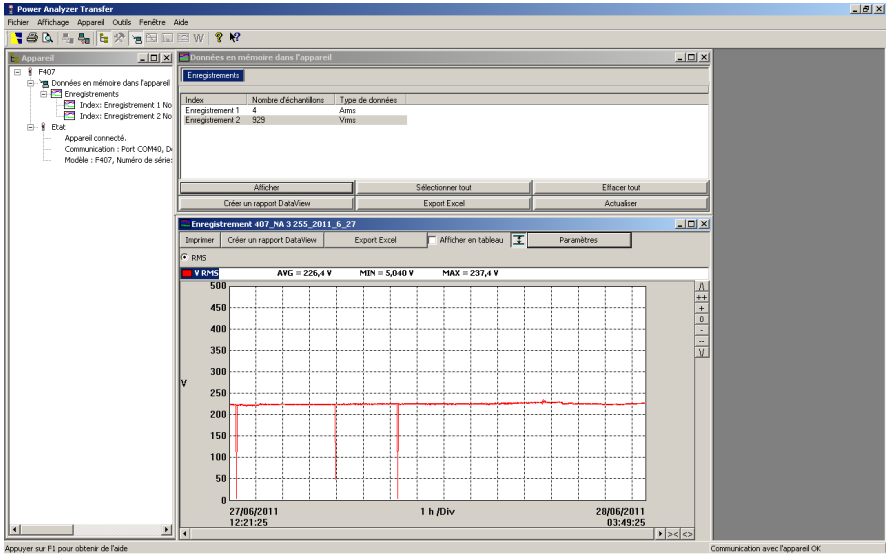 Power Analyzer Transfer
Fichier Affichage Appareil Outils Fenêtre Aide
Appareil
F407
Données en mémoire dans l'appareil
Enregistrements
Index: Enregistrement 1 No
Index: Enregistrement 2 No
Etat
Appareil connecté.
Communication : Port COM40, D
Modèle : F407, Numéro de série:
Données en mémoire dans l'appareil
Enregistrements
Index Nombre d'échantillons Type de données
Enregistrement 1 4 Arms
Enregistrement 2 929 Vrms
Afficher Sélectionner tout Effacer tout
Créer un rapport DataView Export Excel Actualiser
Enregistrement 407_NA 3 255_2011_6_27
Imprimer Créer un rapport DataView Export Excel Afficher en tableau Paramètres
RMS
V RMS AVG = 226,4 V MIN = 5,040 V MAX = 237,4 V
500
450
400
350
300
V
250
200
150
100
50
0
27/06/2011 1 h /Div 28/06/2011
12:21:25 03:49:25
++
+
0
-
--
>< <>
Appuyer sur F1 pour obtenir de l'aide Communication avec l'appareil OK